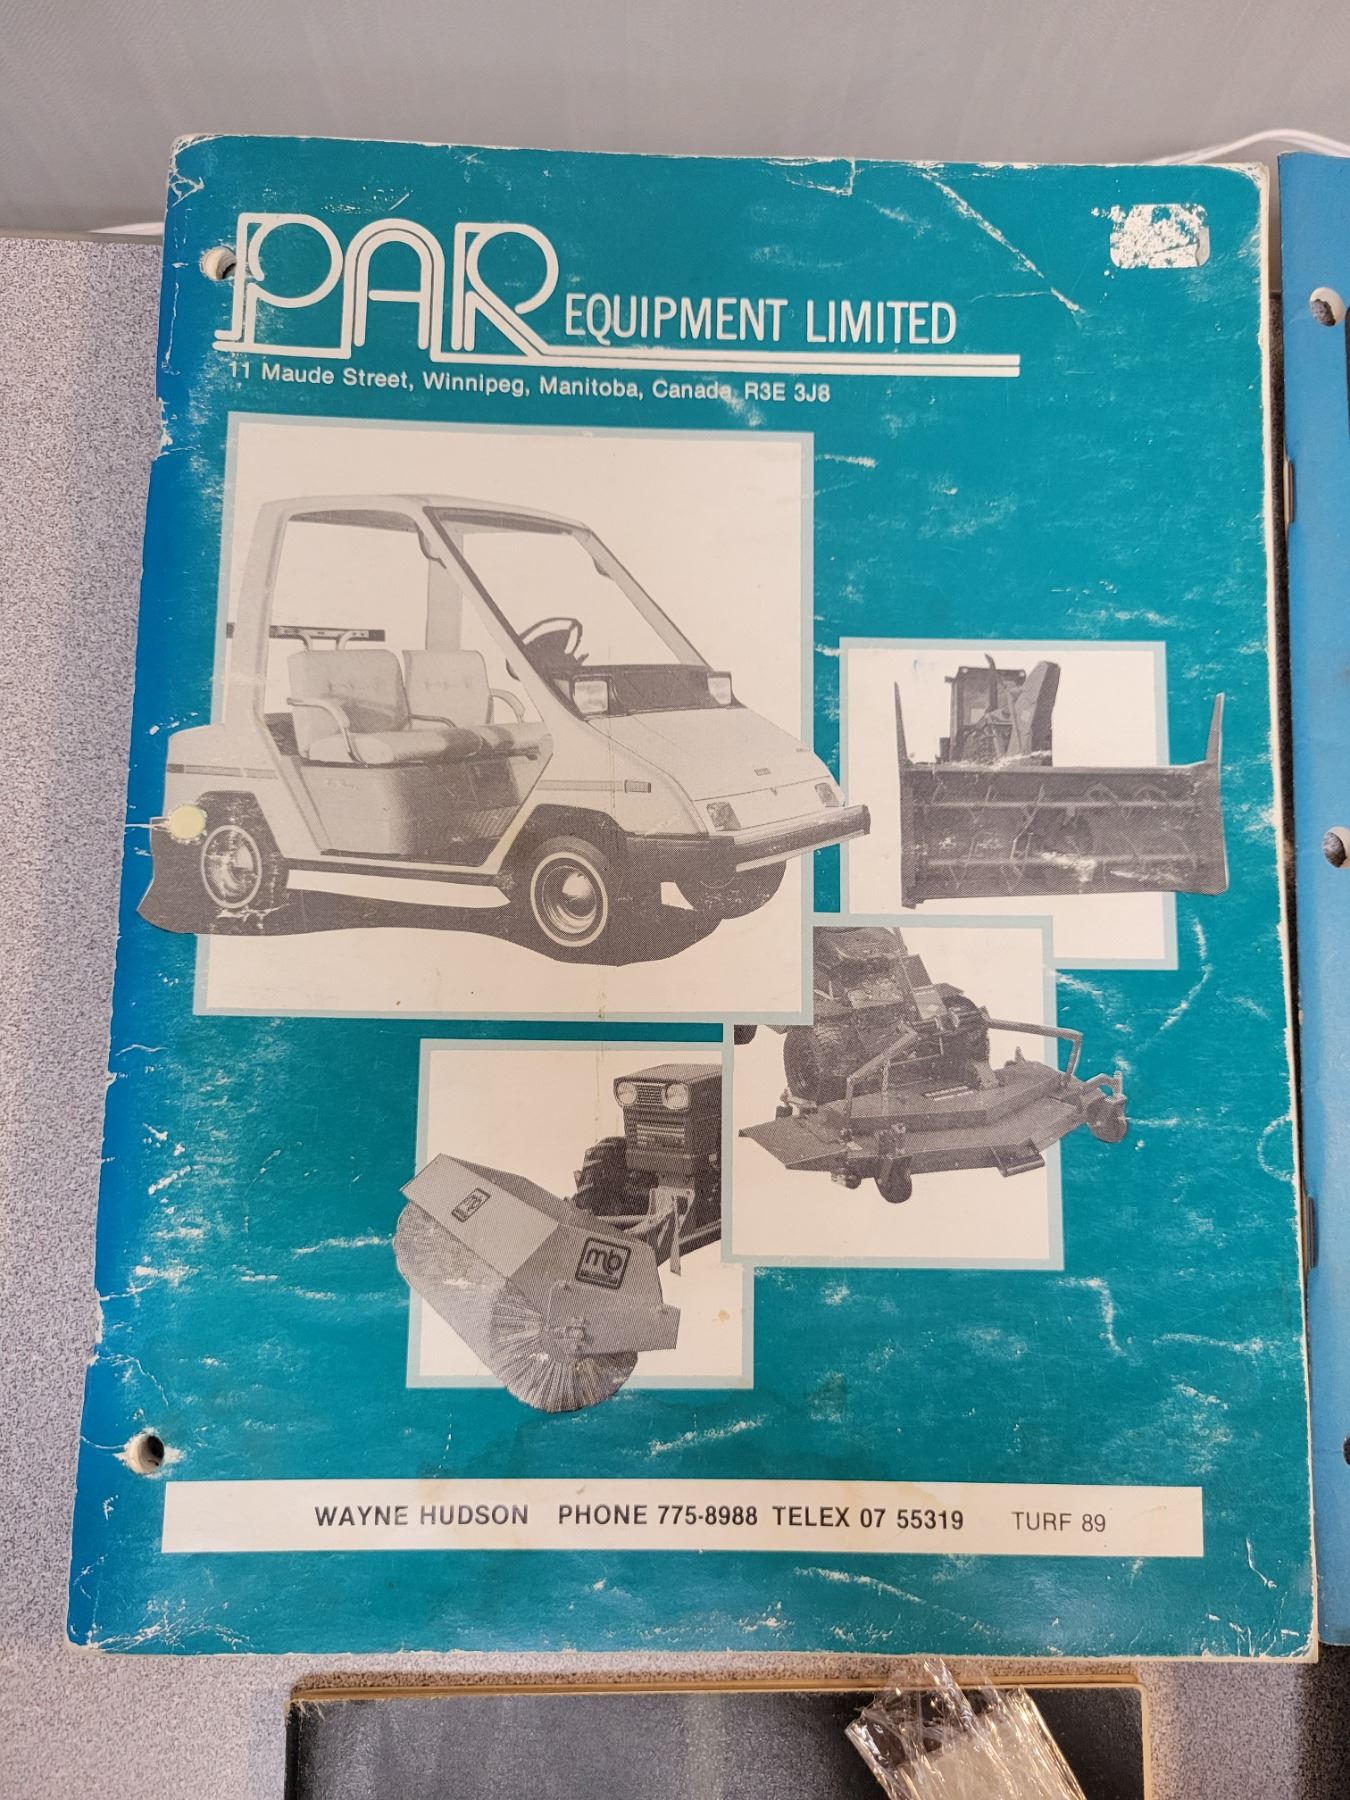 PAR EQUIPMENT LIMITED
11 Maude Street, Winnipeg, Manitoba, Canada R3E 3J8
mb
WAYNE HUDSON PHONE 775-8988 TELEX 07 55319 TURF 89